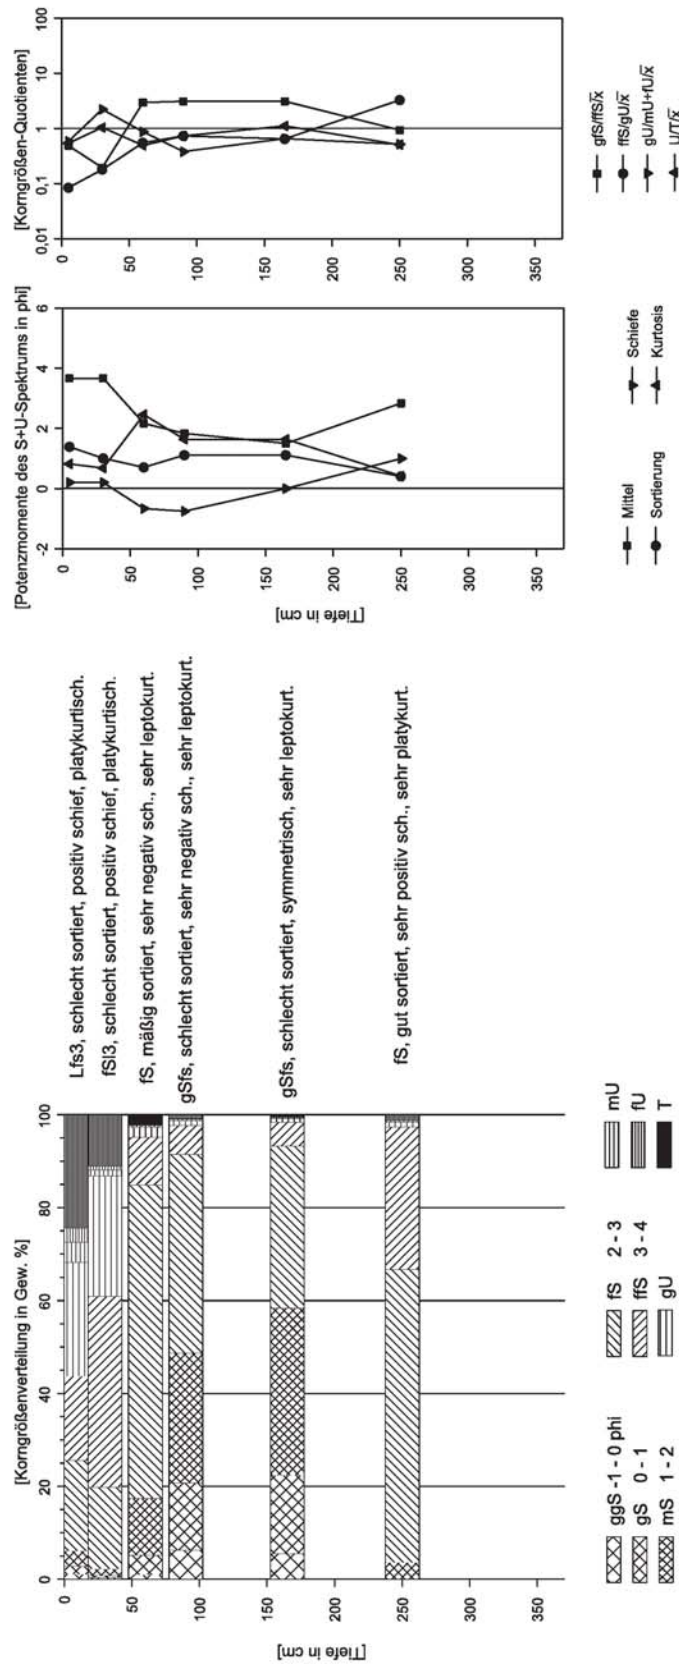 [Korngrößenverteilung in Gew. %]
0 20 40 60 80 100
[Tiefe in cm]
0
50
100
150
200
250
300
350
Lfs3, schlecht sortiert, positiv schief, platykurtisch.
fSl3, schlecht sortiert, positiv schief, platykurtisch.
fS, mäßig sortiert, sehr negativ sch., sehr leptokurt.
gSfs, schlecht sortiert, sehr negativ sch., sehr leptokurt.
gSfs, schlecht sortiert, symmetrisch, sehr leptokurt.
fS, gut sortiert, sehr positiv sch., sehr platykurt.
ggS -1 - 0 phi
gS 0 - 1
mS 1 - 2
fS 2 - 3
ffS 3 - 4
gU
mU
fU
T
[Potenzmomente des S+U-Spektrums in phi]
-2 0 2 4 6
[Tiefe in cm]
0
50
100
150
200
250
300
350
Mittel
Sortierung
Schiefe
Kurtosis
[Korngrößen-Quotienten]
0,01 0,1 1 10 100
0
50
100
150
200
250
300
350
gfS/ffS/x̅
ffS/gU/x̅
gU/mU+fU/x̅
U/T/x̅